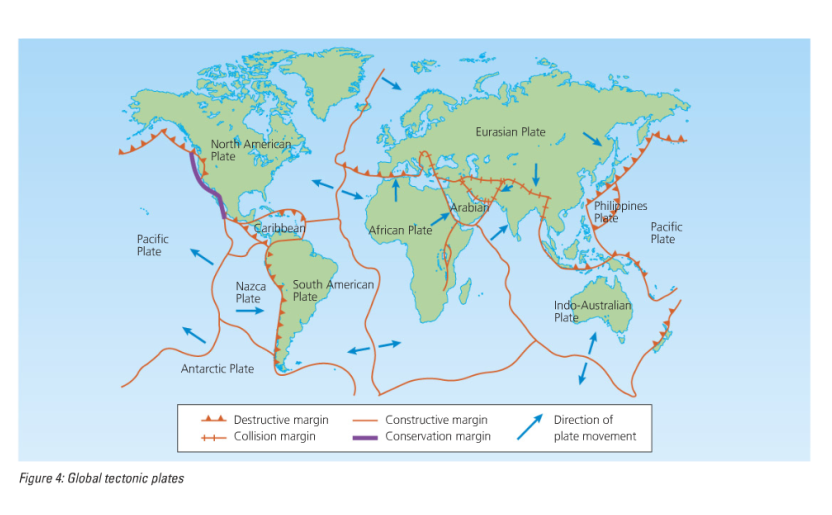 Eurasian Plate
North American
Plate
Arabian
Philippines
Plate
Caribbean
African Plate
Pacific
Plate
Pacific
Plate
Nazca
Plate
South American
Plate
Indo-Australian
Plate
Antarctic Plate
Destructive margin
Collision margin
Constructive margin
Conservation margin
Direction of
plate movement
Figure 4: Global tectonic plates